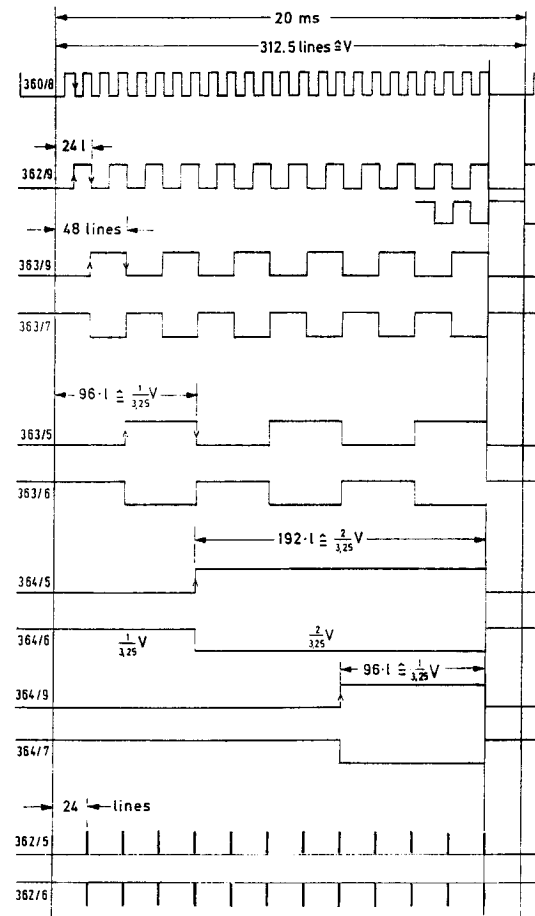 20 ms
312.5 lines ≙ V
360/8
24 l
362/9
48 lines
363/9
363/7
96·l ≙ 1/3,25 V
363/5
363/6
192·l ≙ 2/3,25 V
364/5
364/6
1/3,25 V
2/3,25 V
96·l ≙ 1/3,25 V
364/9
364/7
24 lines
362/5
362/6